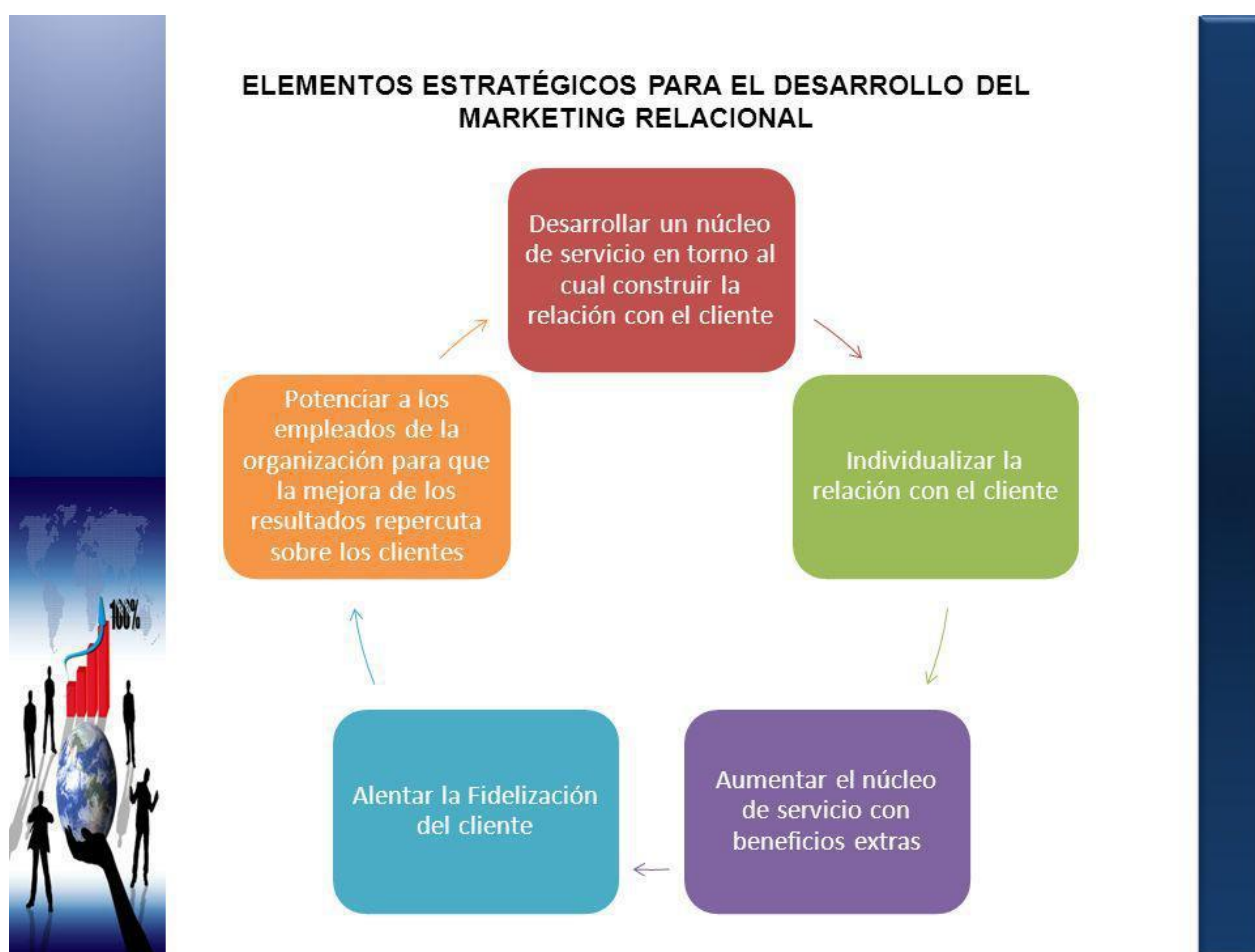 ELEMENTOS ESTRATÉGICOS PARA EL DESARROLLO DEL
MARKETING RELACIONAL
Desarrollar un núcleo
de servicio en torno al
cual construir la
relación con el cliente
Individualizar la
relación con el cliente
Aumentar el núcleo
de servicio con
beneficios extras
Alentar la Fidelización
del cliente
Potenciar a los
empleados de la
organización para que
la mejora de los
resultados repercuta
sobre los clientes
100%